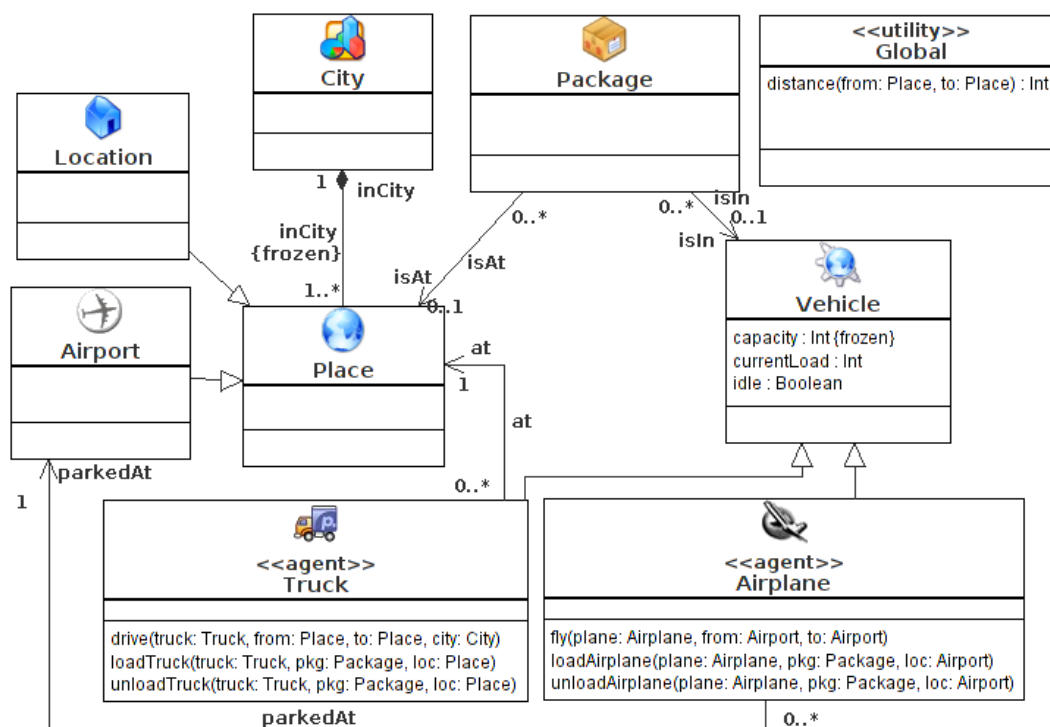 City
Package
<<utility>>
Global
distance(from: Place, to: Place) : Int
Location
1
inCity
inCity
{frozen}
1..*
0..*
isAt
isAt
0..1
0..*
isIn
0..1
isIn
Airport
Place
Vehicle
capacity : Int {frozen}
currentLoad : Int
idle : Boolean
at
1
at
0..*
parkedAt
1
<<agent>>
Truck
drive(truck: Truck, from: Place, to: Place, city: City)
loadTruck(truck: Truck, pkg: Package, loc: Place)
unloadTruck(truck: Truck, pkg: Package, loc: Place)
<<agent>>
Airplane
fly(plane: Airplane, from: Airport, to: Airport)
loadAirplane(plane: Airplane, pkg: Package, loc: Airport)
unloadAirplane(plane: Airplane, pkg: Package, loc: Airport)
parkedAt
0..*